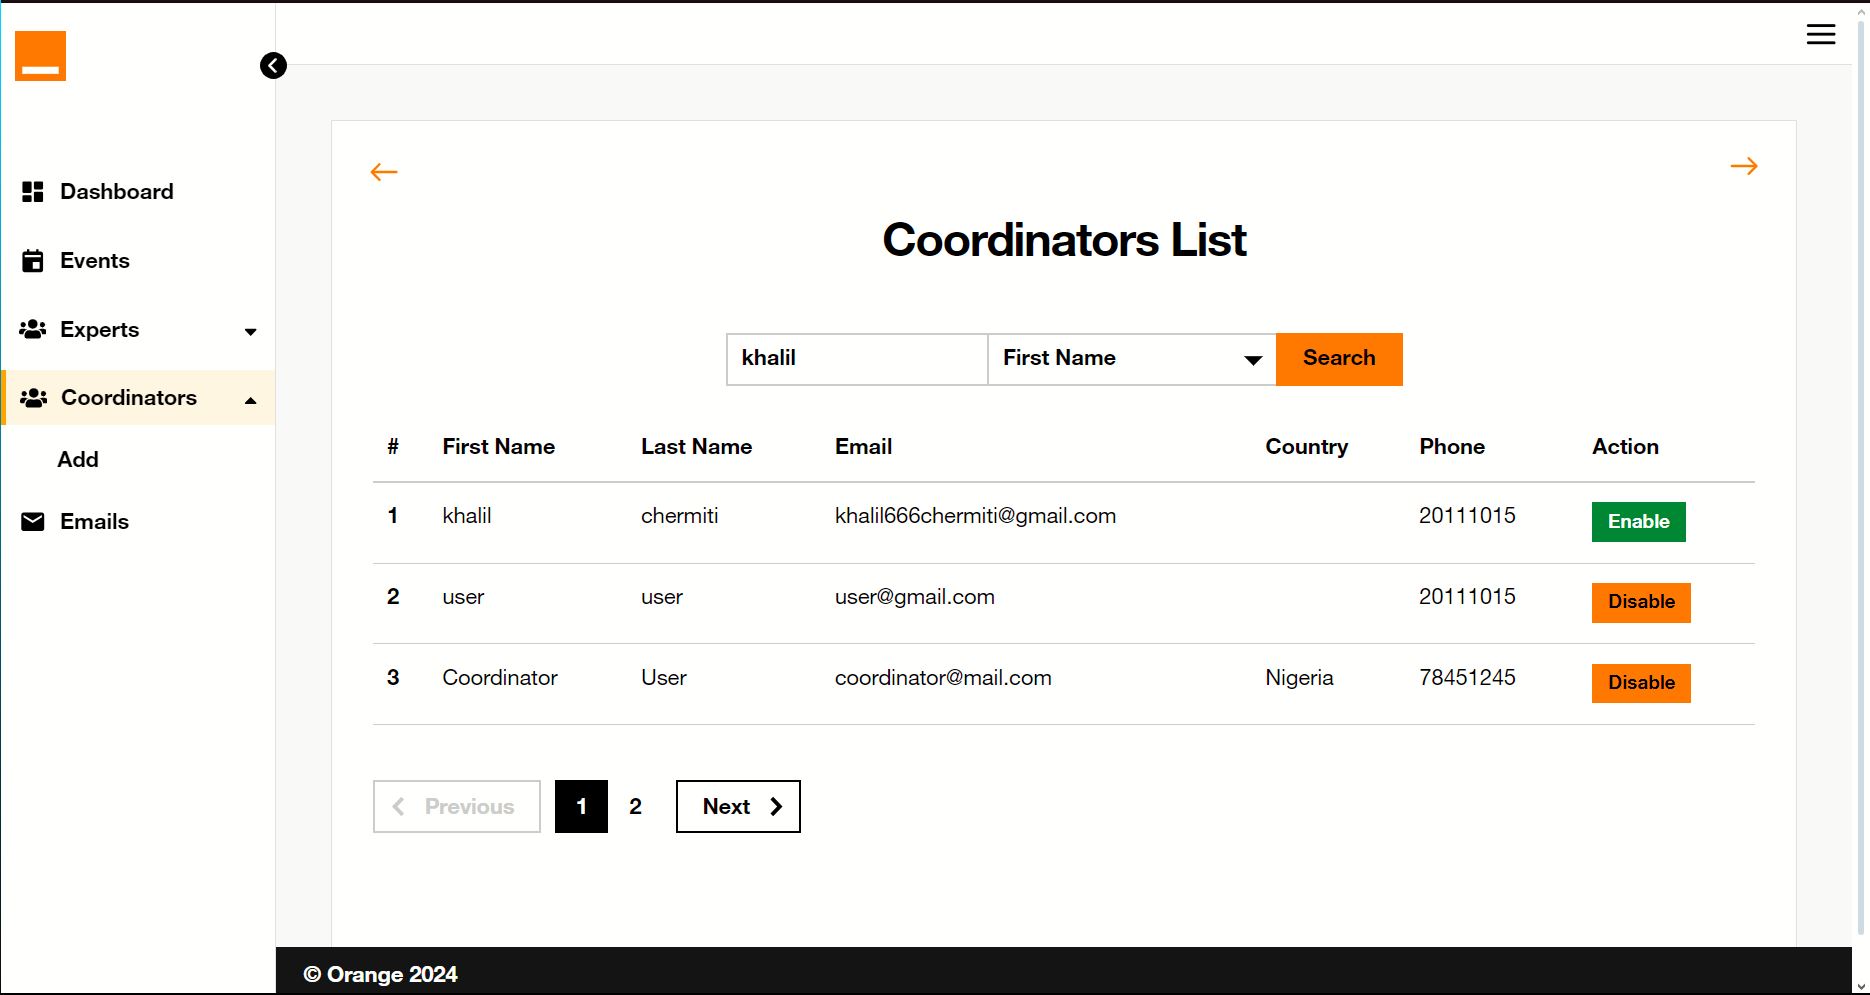 Dashboard
Events
Experts
Coordinators
Add
Emails
Coordinators List
khalil First Name Search
# First Name Last Name Email Country Phone Action
1 khalil chermiti khalil666chermiti@gmail.com 20111015 Enable
2 user user user@gmail.com 20111015 Disable
3 Coordinator User coordinator@mail.com Nigeria 78451245 Disable
Previous 1 2 Next
© Orange 2024